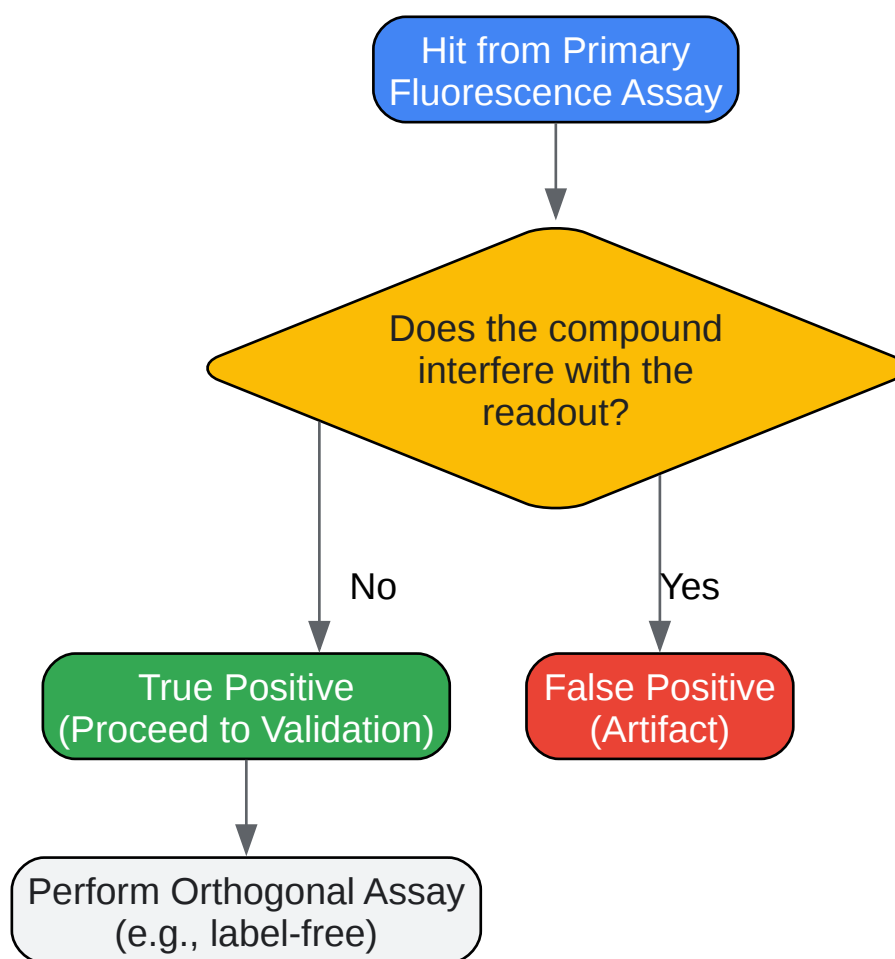 Hit from Primary
Fluorescence Assay
Does the compound
interfere with the
readout?
No
Yes
True Positive
(Proceed to Validation)
False Positive
(Artifact)
Perform Orthogonal Assay
(e.g., label-free)